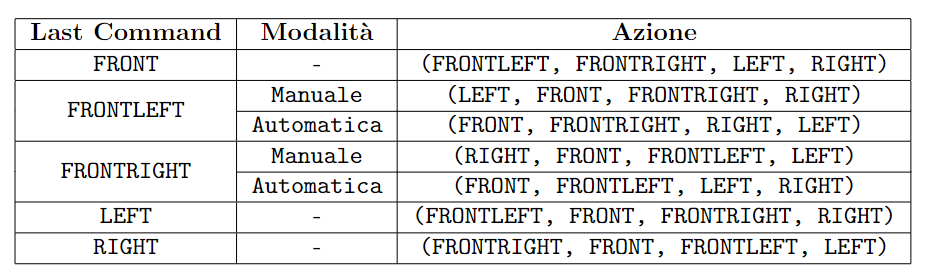 Last Command Modalità Azione
FRONT - (FRONTLEFT, FRONTRIGHT, LEFT, RIGHT)
FRONTLEFT Manuale (LEFT, FRONT, FRONTRIGHT, RIGHT)
Automatica (FRONT, FRONTRIGHT, RIGHT, LEFT)
FRONTRIGHT Manuale (RIGHT, FRONT, FRONTLEFT, LEFT)
Automatica (FRONT, FRONTLEFT, LEFT, RIGHT)
LEFT - (FRONTLEFT, FRONT, FRONTRIGHT, RIGHT)
RIGHT - (FRONTRIGHT, FRONT, FRONTLEFT, LEFT)